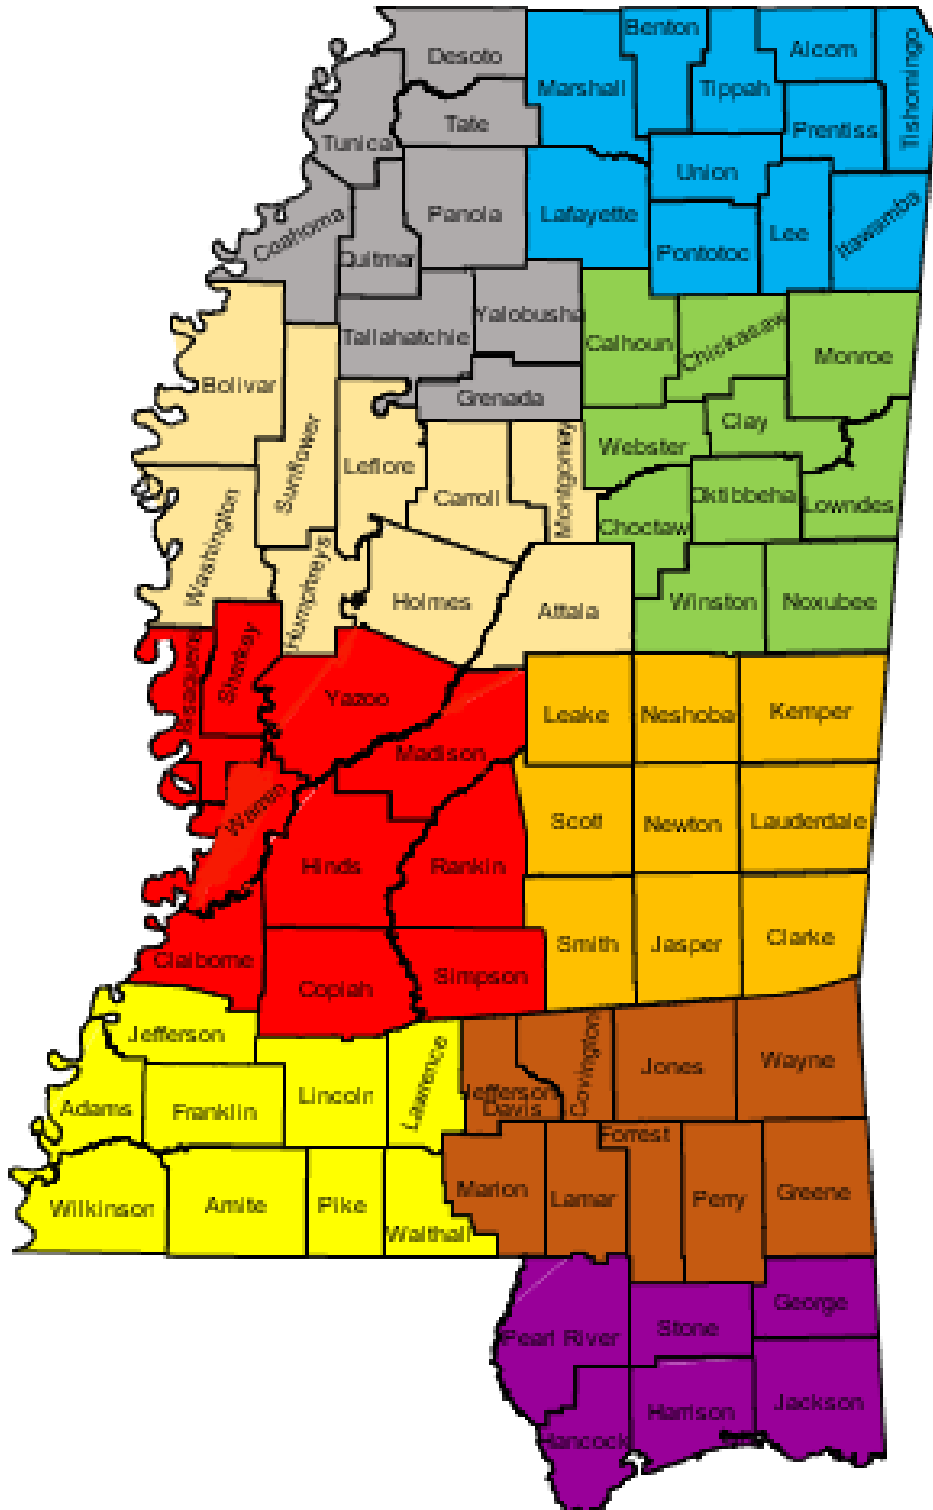 Desoto
Benton
Alcorn
Tishomingo
Marshall
Tippah
Tate
Tunica
Prentiss
Union
Panola
Lafayette
Coahoma
Quitman
Pontotoc
Lee
Itawamba
Yalobusha
Tallahatchie
Calhoun
Chickasaw
Monroe
Bolivar
Grenada
Clay
Sunflower
Leflore
Webster
Carroll
Montgomery
Oktibbeha
Lowndes
Choctaw
Washington
Humphreys
Holmes
Attala
Winston
Noxubee
Issaquena
Sharkey
Yazoo
Leake
Neshoba
Kemper
Madison
Warren
Scott
Newton
Lauderdale
Hinds
Rankin
Smith
Jasper
Clarke
Claiborne
Copiah
Simpson
Jefferson
Lawrence
Covington
Jones
Wayne
Lincoln
Jefferson
Davis
Adams
Franklin
Forrest
Wilkinson
Amite
Pike
Walthall
Marion
Lamar
Perry
Greene
George
Pearl River
Stone
Hancock
Harrison
Jackson